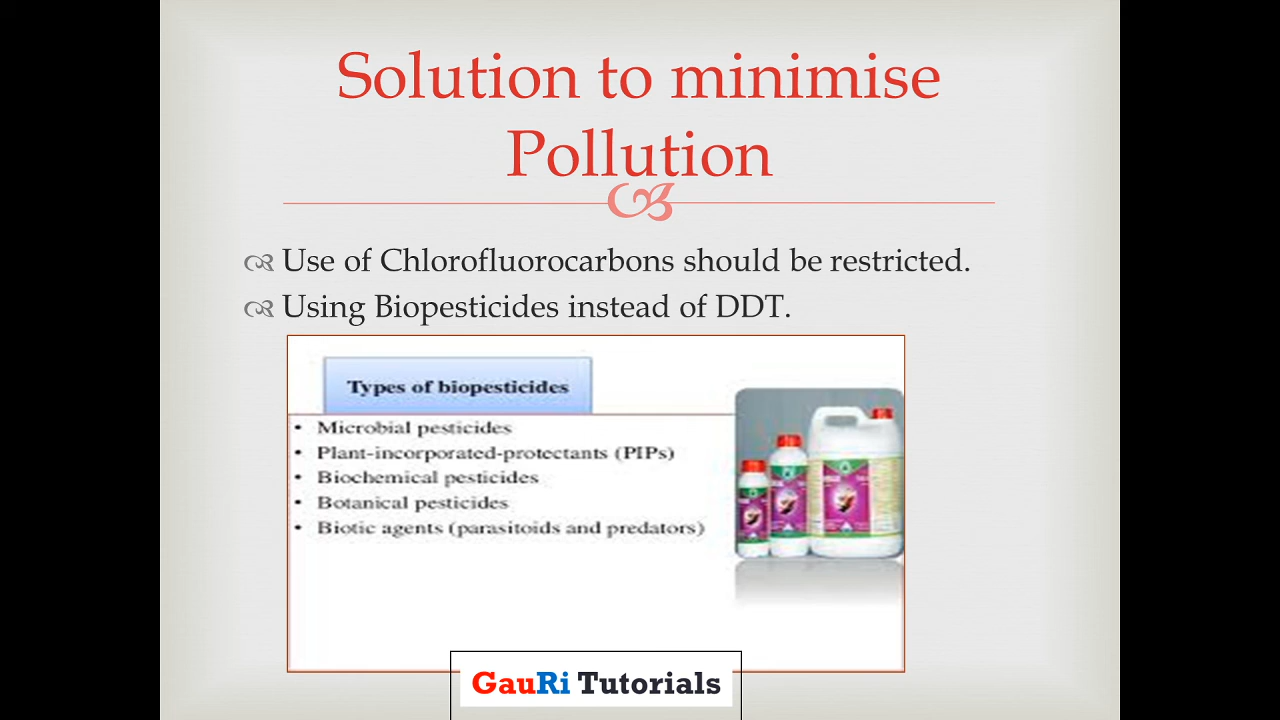 Solution to minimise
Pollution
Use of Chlorofluorocarbons should be restricted.
Using Biopesticides instead of DDT.
Types of biopesticides
• Microbial pesticides
• Plant-incorporated-protectants (PIPs)
• Biochemical pesticides
• Botanical pesticides
• Biotic agents (parasitoids and predators)
GauRi Tutorials